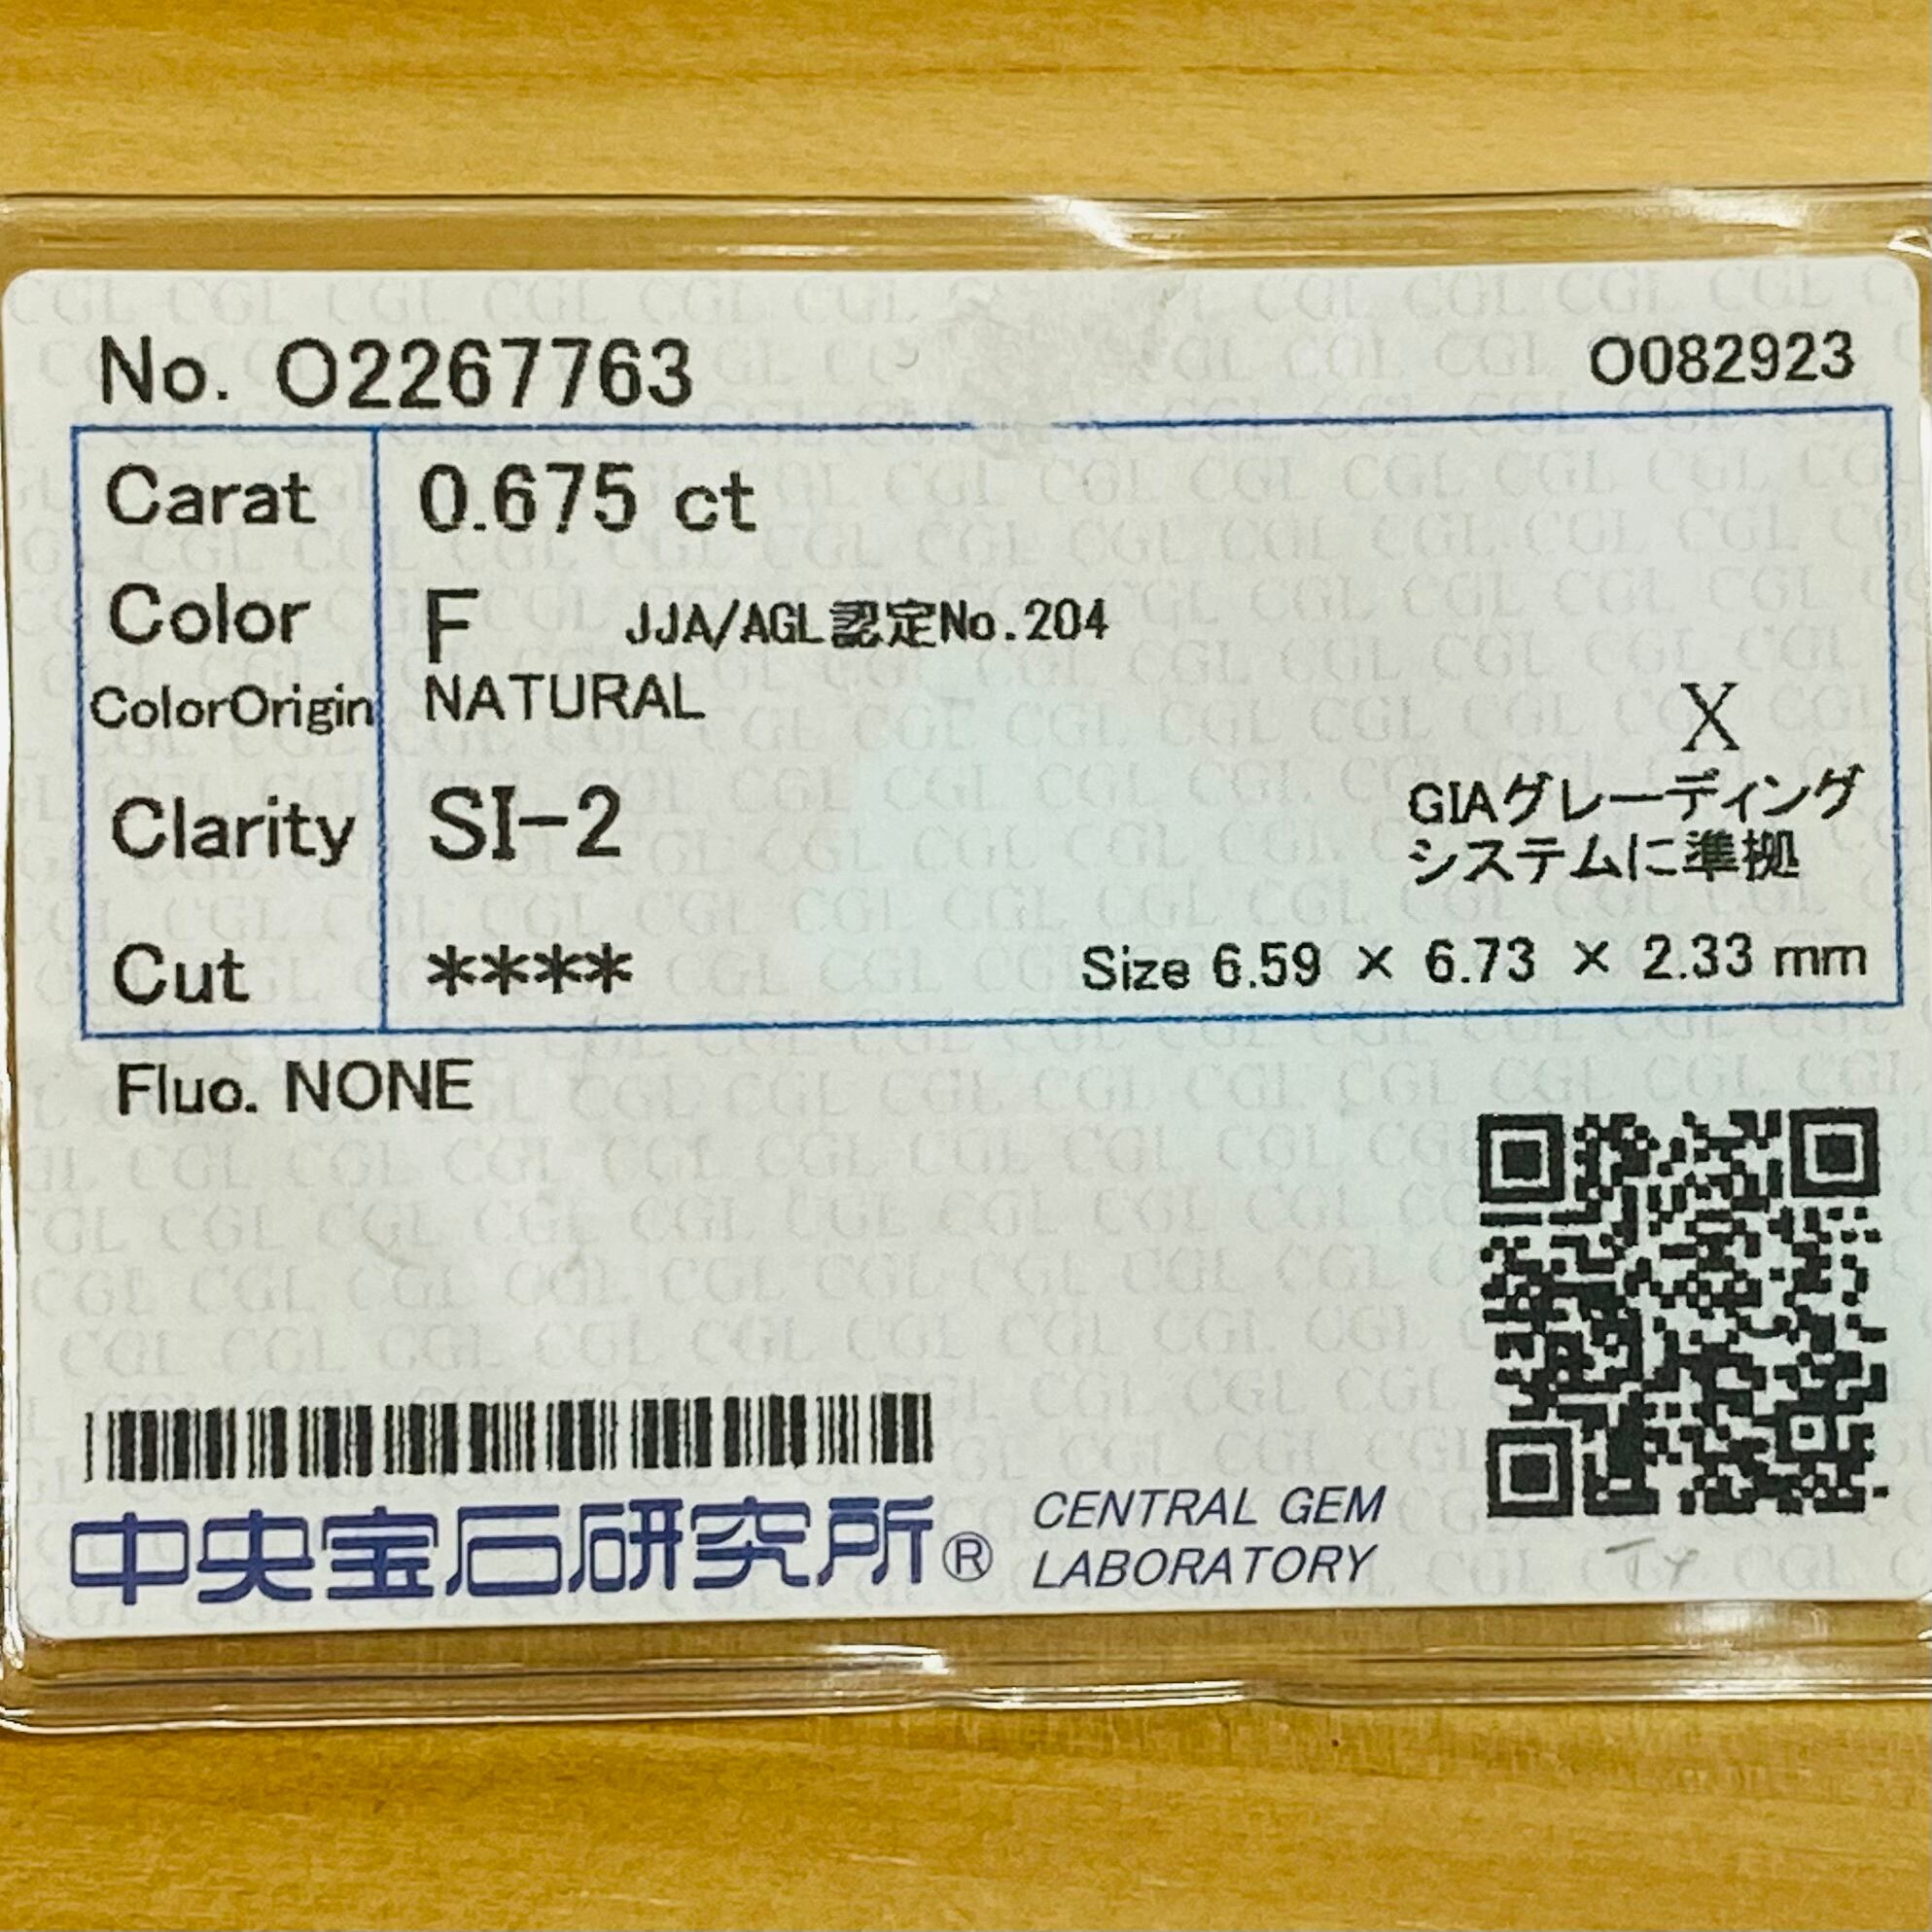 No. O2267763 O082923
Carat 0.675 ct
Color F JJA/AGL認定No.204
ColorOrigin NATURAL
X
Clarity SI-2
GIAグレーディング
システムに準拠
Cut **** Size 6.59 × 6.73 × 2.33 mm
Fluo. NONE
中央宝石研究所® CENTRAL GEM
LABORATORY